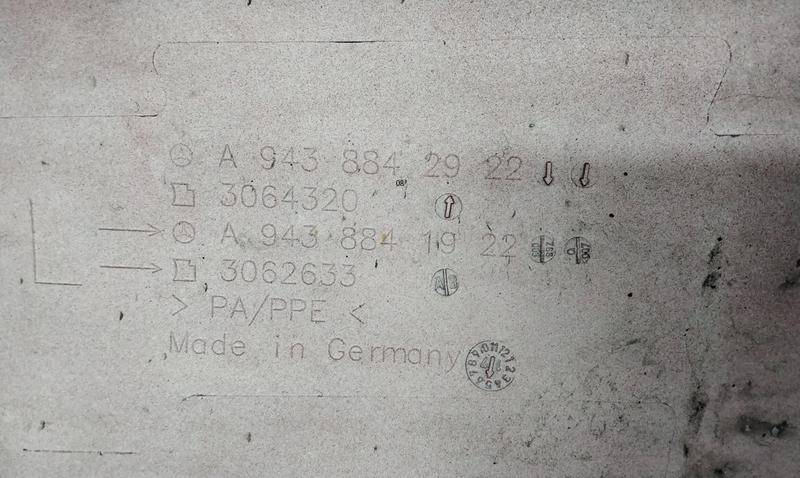 A 943 884 29 22
3064320
A 943 884 19 22
3062633
> PA/PPE <
Made in Germany